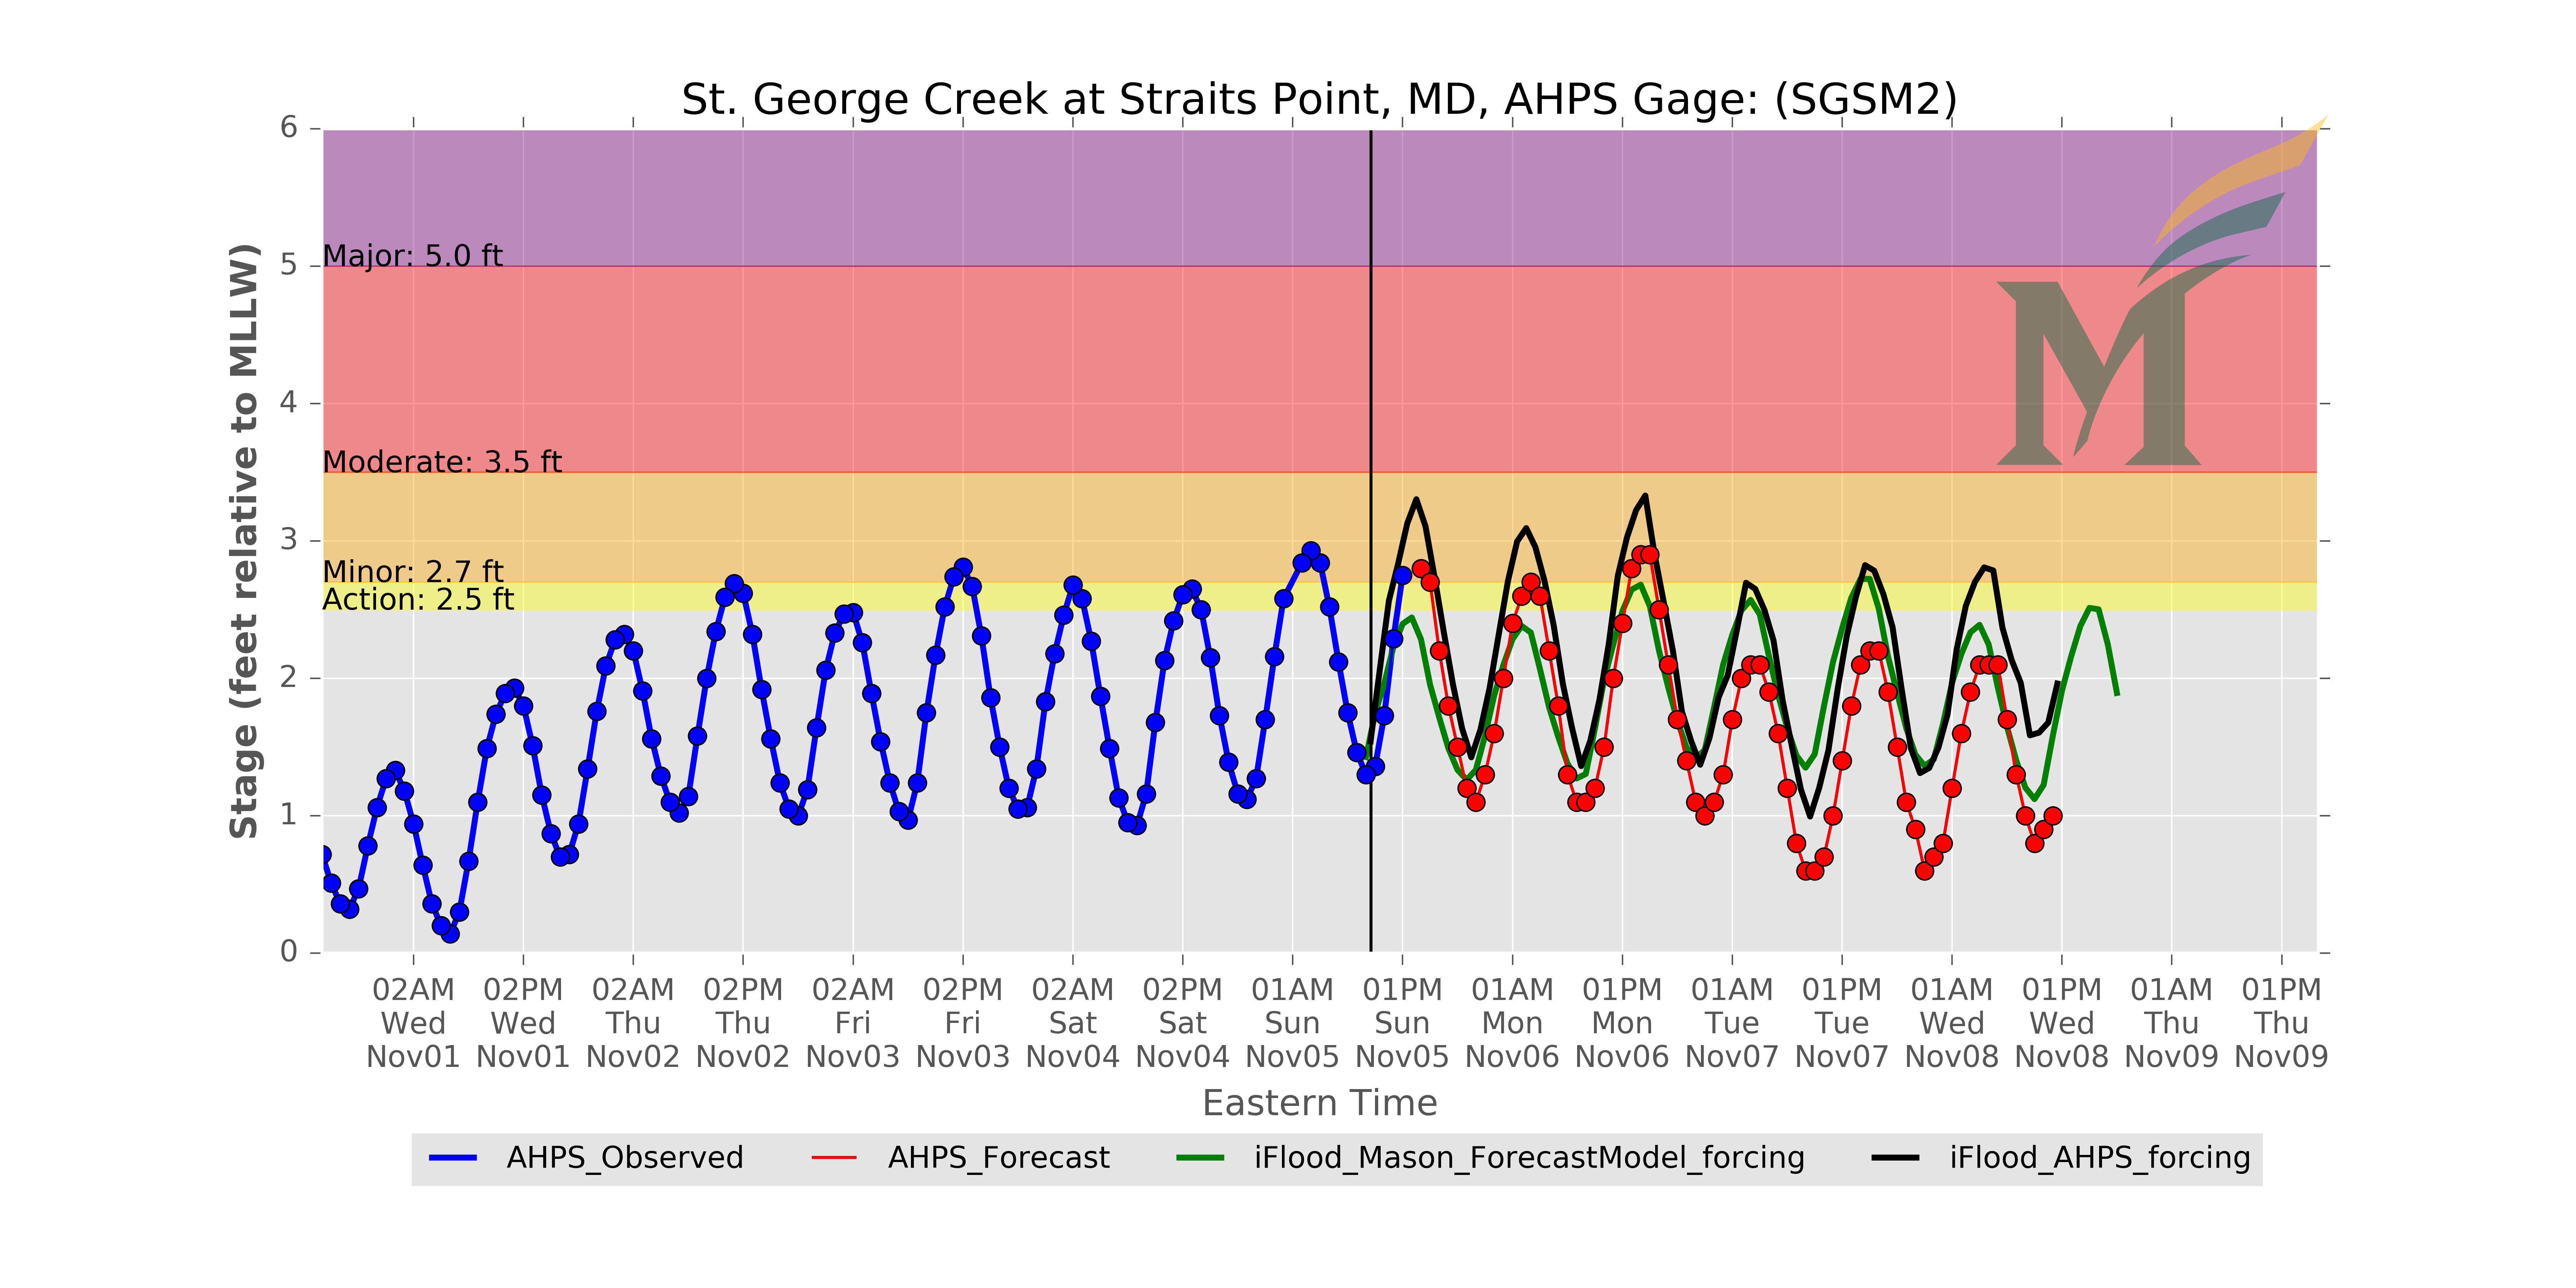 St. George Creek at Straits Point, MD, AHPS Gage: (SGSM2)
Stage (feet relative to MLLW)
6
5
4
3
2
1
0
Major: 5.0 ft
Moderate: 3.5 ft
Minor: 2.7 ft
Action: 2.5 ft
M
02AM 02PM 02AM 02PM 02AM 02PM 02AM 02PM 01AM 01PM 01AM 01PM 01AM 01PM 01AM 01PM 01AM 01PM
Wed Wed Thu Thu Fri Fri Sat Sat Sun Sun Mon Mon Tue Tue Wed Wed Thu Thu
Nov01 Nov01 Nov02 Nov02 Nov03 Nov03 Nov04 Nov04 Nov05 Nov05 Nov06 Nov06 Nov07 Nov07 Nov08 Nov08 Nov09 Nov09
Eastern Time
AHPS_Observed AHPS_Forecast iFlood_Mason_ForecastModel_forcing iFlood_AHPS_forcing